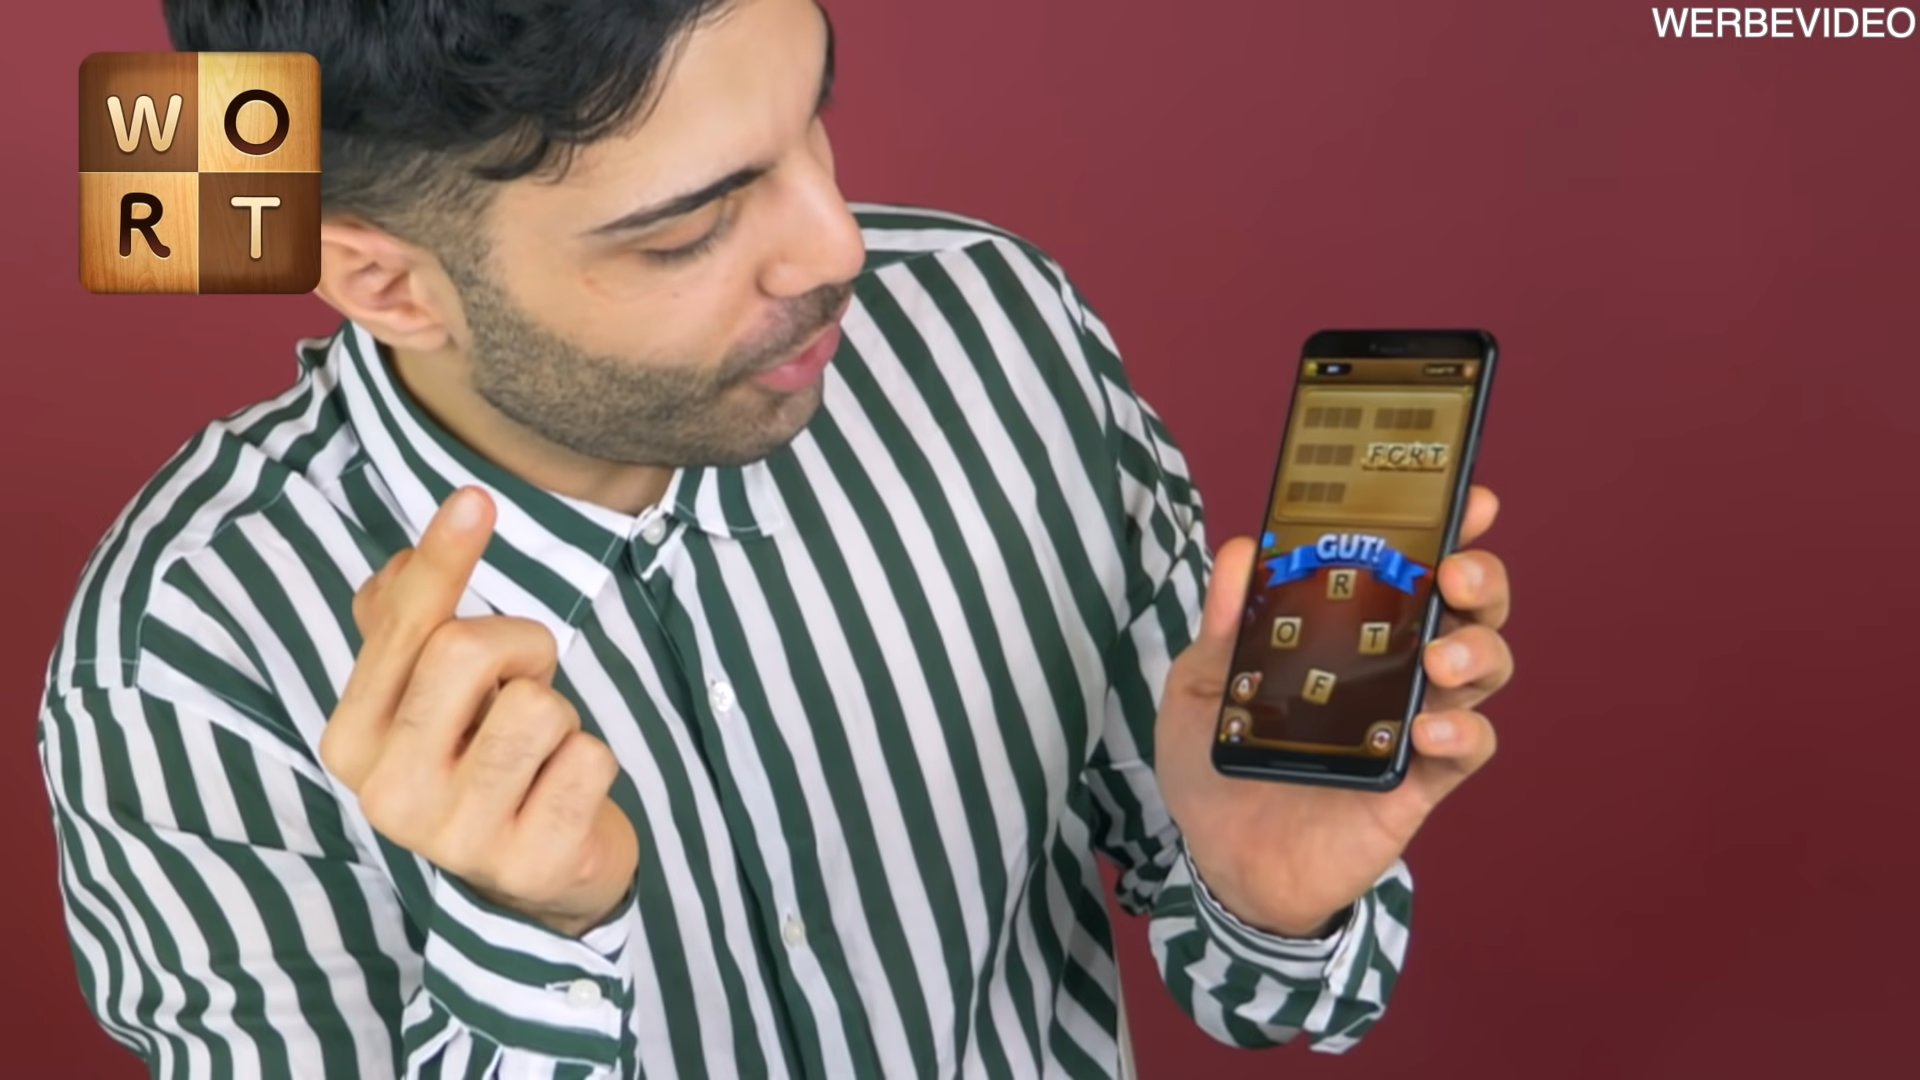 WERBEVIDEO
W O
R T
FORT
GUT!
R
O T
F